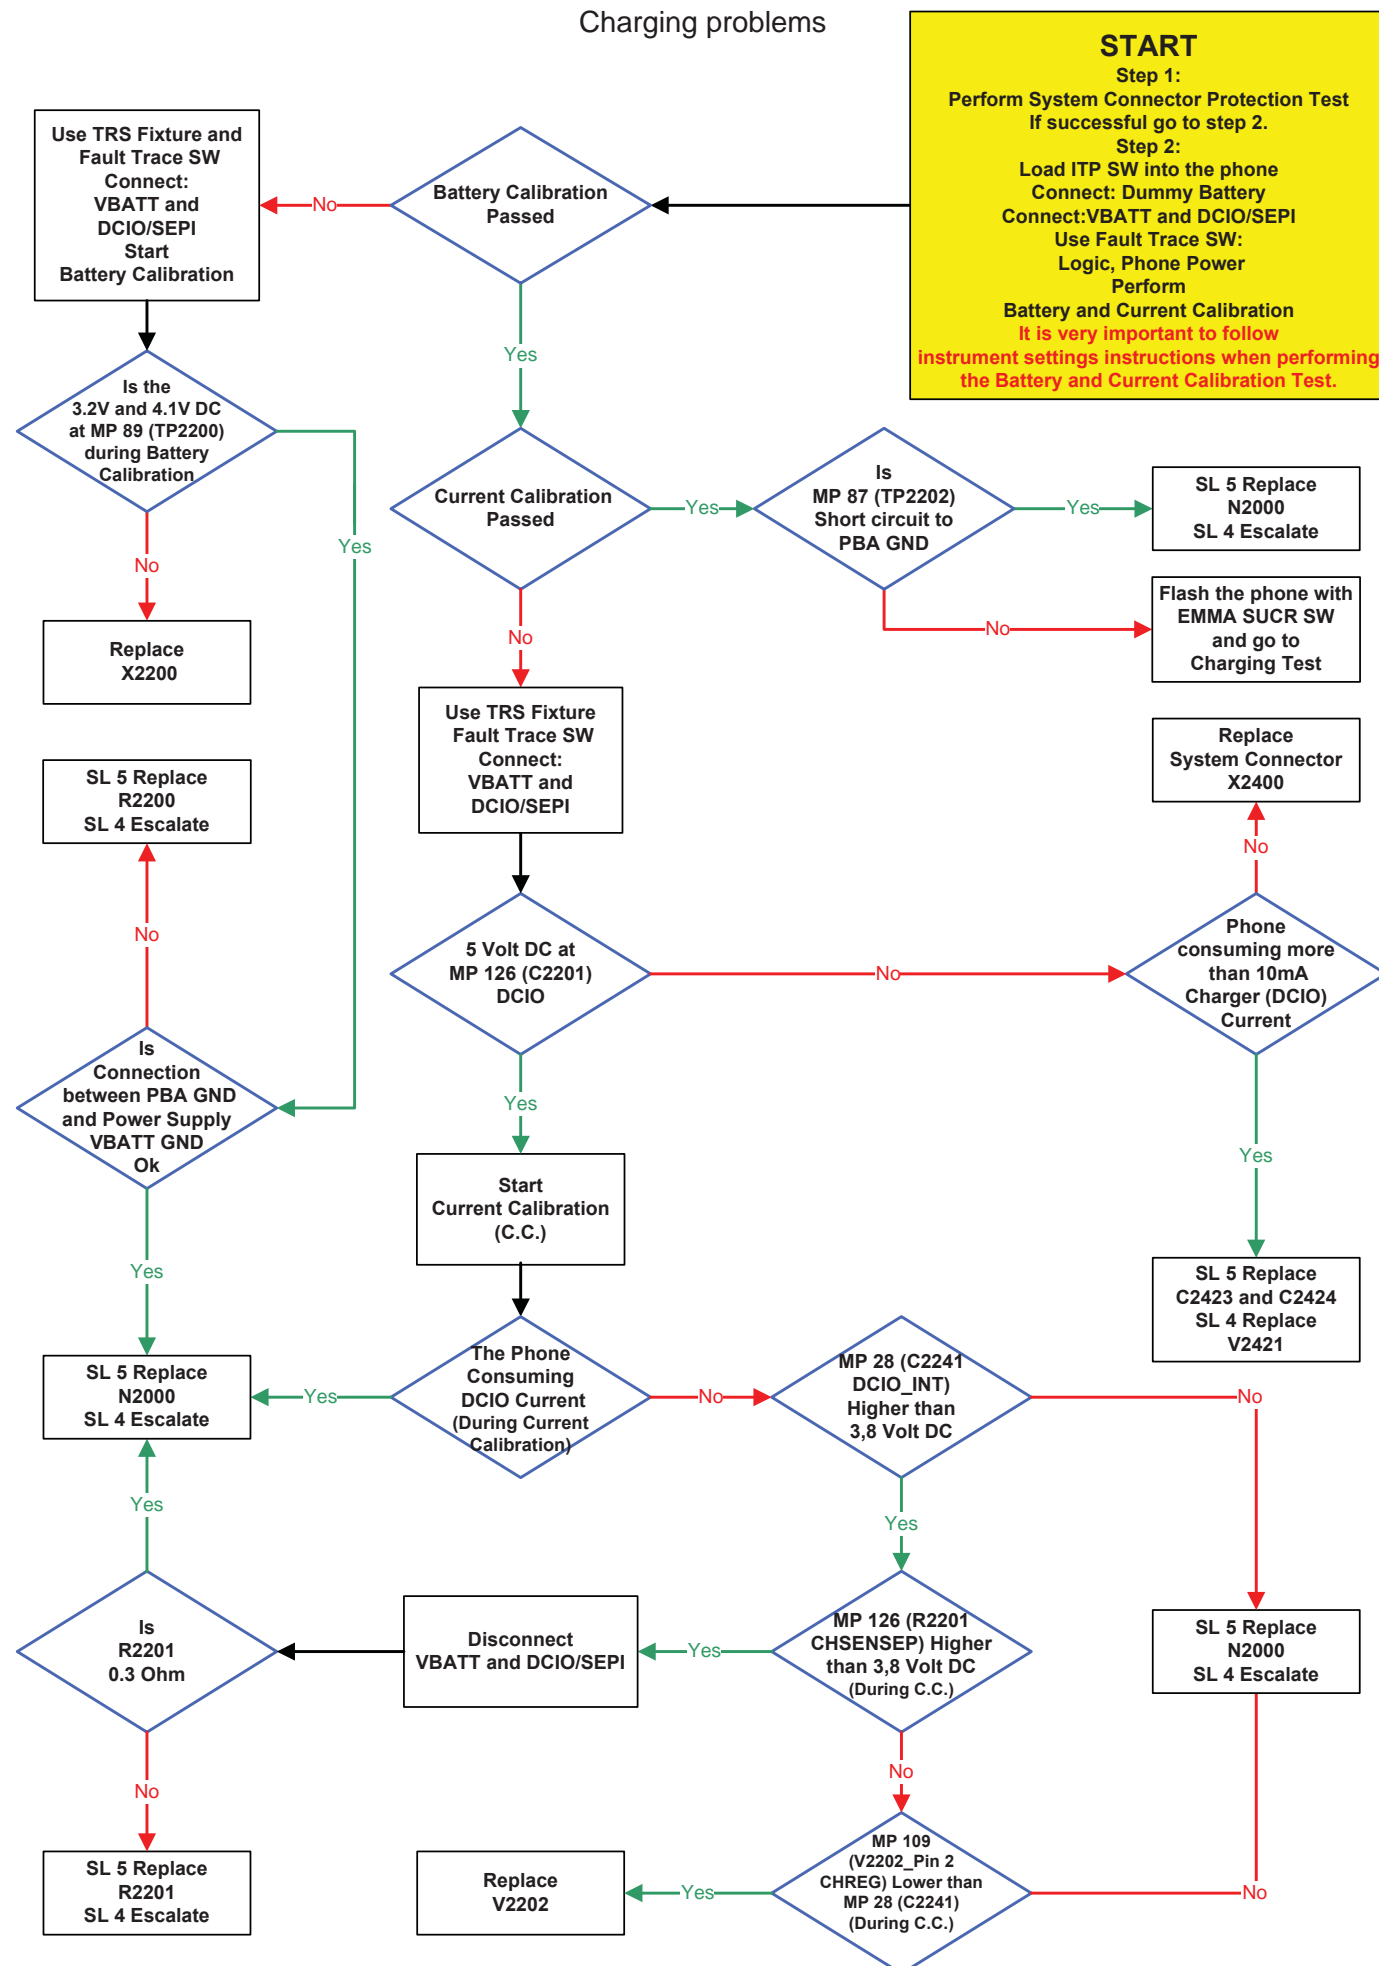 Charging problems
START
Step 1:
Perform System Connector Protection Test
If successful go to step 2.
Step 2:
Load ITP SW into the phone
Connect: Dummy Battery
Connect:VBATT and DCIO/SEPI
Use Fault Trace SW:
Logic, Phone Power
Perform
Battery and Current Calibration
It is very important to follow
instrument settings instructions when performing
the Battery and Current Calibration Test.
Use TRS Fixture and
Fault Trace SW
Connect:
VBATT and
DCIO/SEPI
Start
Battery Calibration
No
Battery Calibration
Passed
Yes
Is the
3.2V and 4.1V DC
at MP 89 (TP2200)
during Battery
Calibration
Yes
No
Current Calibration
Passed
Yes
Is
MP 87 (TP2202)
Short circuit to
PBA GND
Yes
SL 5 Replace
N2000
SL 4 Escalate
No
Flash the phone with
EMMA SUCR SW
and go to
Charging Test
Replace
X2200
No
Use TRS Fixture
Fault Trace SW
Connect:
VBATT and
DCIO/SEPI
Replace
System Connector
X2400
No
SL 5 Replace
R2200
SL 4 Escalate
No
5 Volt DC at
MP 126 (C2201)
DCIO
No
Phone
consuming more
than 10mA
Charger (DCIO)
Current
Yes
Is
Connection
between PBA GND
and Power Supply
VBATT GND
Ok
Yes
Yes
Start
Current Calibration
(C.C.)
SL 5 Replace
C2423 and C2424
SL 4 Replace
V2421
SL 5 Replace
N2000
SL 4 Escalate
Yes
The Phone
Consuming
DCIO Current
(During Current
Calibration)
No
MP 28 (C2241
DCIO_INT)
Higher than
3,8 Volt DC
No
Yes
Yes
Is
R2201
0.3 Ohm
Disconnect
VBATT and DCIO/SEPI
Yes
MP 126 (R2201
CHSENSEP) Higher
than 3,8 Volt DC
(During C.C.)
SL 5 Replace
N2000
SL 4 Escalate
No
No
SL 5 Replace
R2201
SL 4 Escalate
Replace
V2202
Yes
MP 109
(V2202_Pin 2
CHREG) Lower than
MP 28 (C2241)
(During C.C.)
No